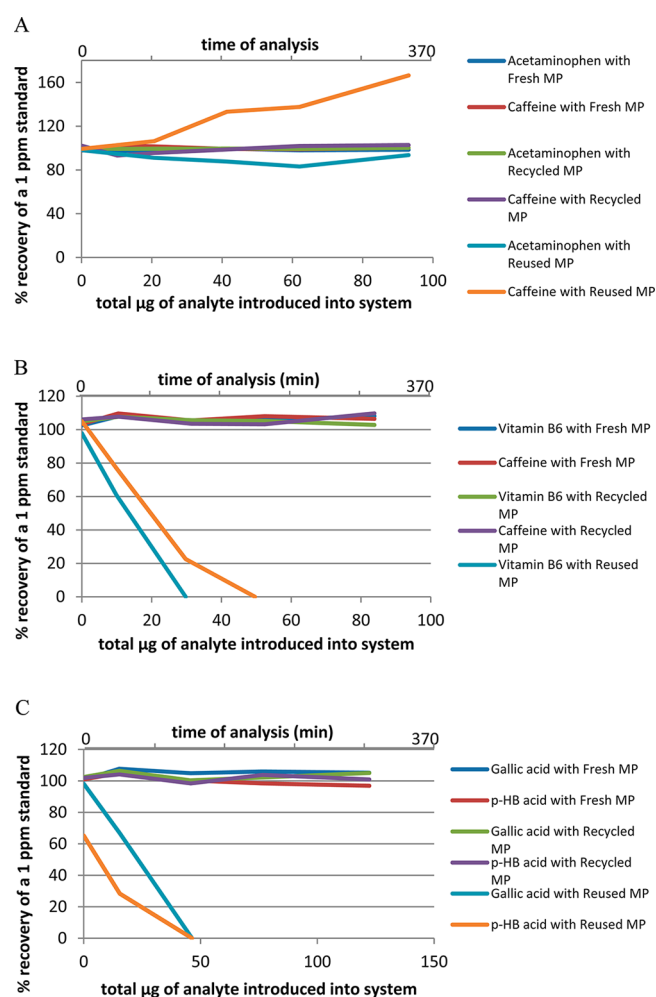 A
time of analysis
0
370
160
120
80
40
0
% recovery of a 1 ppm standard
0
20
40
60
80
100
total µg of analyte introduced into system
Acetaminophen with
Fresh MP
Caffeine with Fresh MP
Acetaminophen with
Recycled MP
Caffeine with Recycled
MP
Acetaminophen with
Reused MP
Caffeine with Reused MP
B
time of analysis (min)
0
370
120
100
80
60
40
20
0
% recovery of a 1 ppm standard
0
20
40
60
80
100
total µg of analyte introduced into system
Vitamin B6 with Fresh MP
Caffeine with Fresh MP
Vitamin B6 with Recycled
MP
Caffeine with Recycled
MP
Vitamin B6 with Reused
MP
C
time of analysis (min)
0
370
120
100
80
60
40
20
0
% recovery of a 1 ppm standard
0
50
100
150
total µg of analyte introduced into system
Gallic acid with Fresh MP
p-HB acid with Fresh MP
Gallic acid with Recycled
MP
p-HB acid with Recycled
MP
Gallic acid with Reused MP
p-HB acid with Reused MP